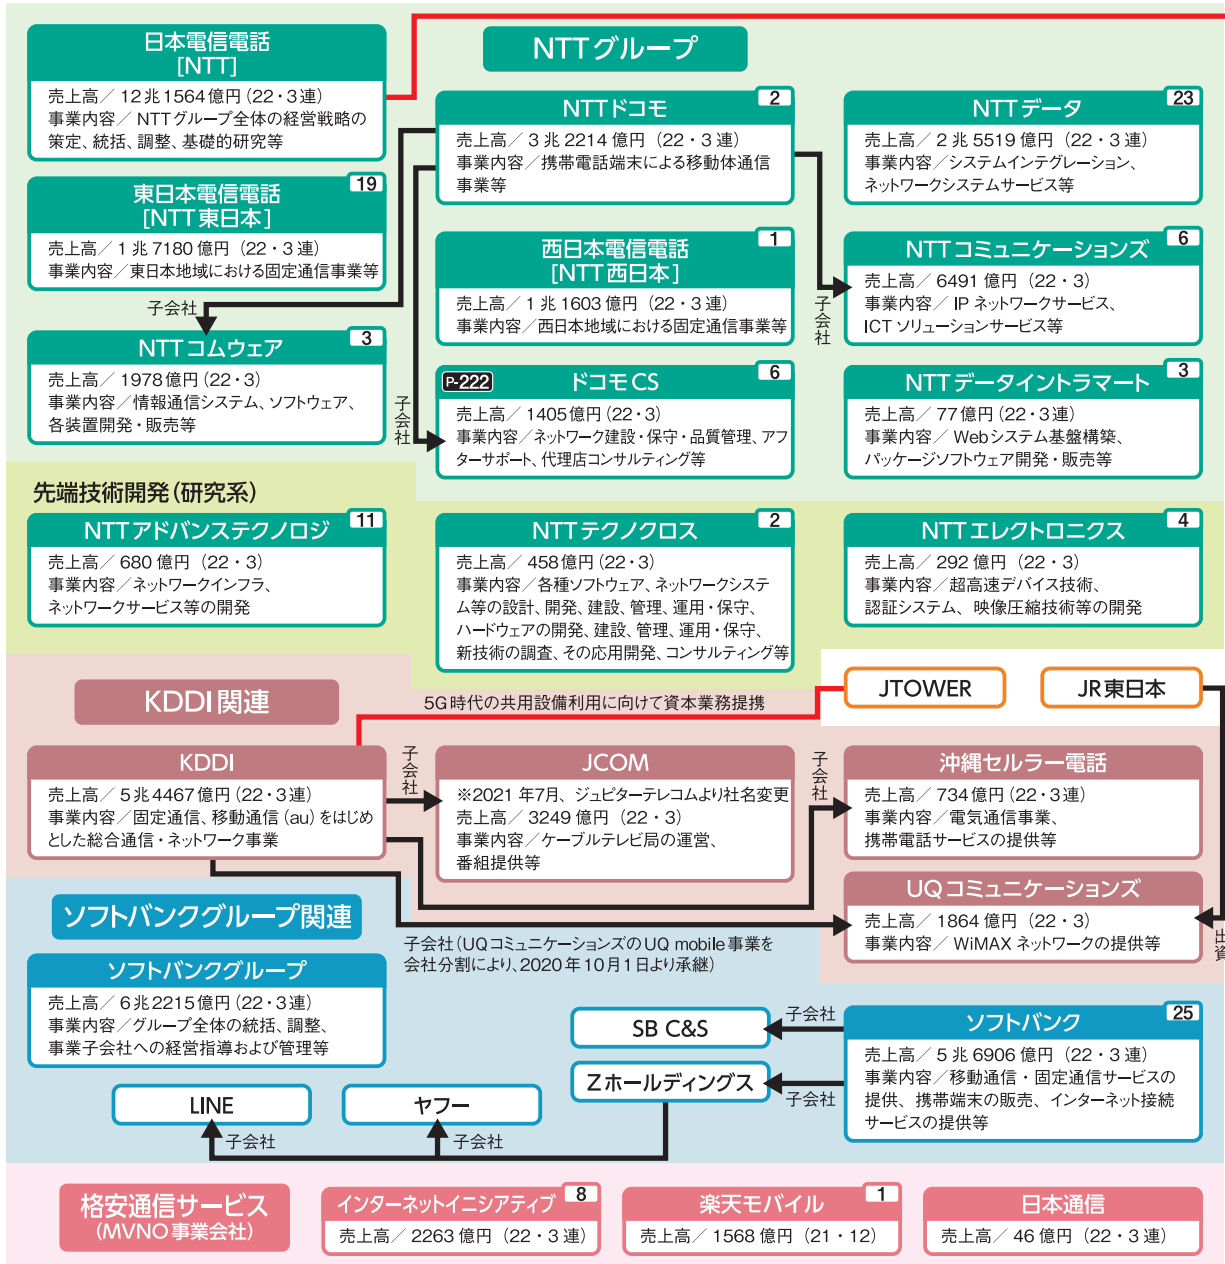 NTTグループ
日本電信電話
[NTT]
売上高／12兆1564億円(22・3連)
事業内容／NTTグループ全体の経営戦略の
策定、統括、調整、基礎的研究等
NTTドコモ
2
売上高／3兆2214億円(22・3連)
事業内容／携帯電話端末による移動体通信
事業等
NTTデータ
23
売上高／2兆5519億円(22・3連)
事業内容／システムインテグレーション、
ネットワークシステムサービス等
東日本電信電話
[NTT東日本]
19
売上高／1兆7180億円(22・3連)
事業内容／東日本地域における固定通信事業等
西日本電信電話
[NTT西日本]
1
売上高／1兆1603億円(22・3連)
事業内容／西日本地域における固定通信事業等
NTTコミュニケーションズ
6
売上高／6491億円(22・3)
事業内容／IPネットワークサービス、
ICTソリューションサービス等
子会社
子会社
子会社
NTTコムウェア
3
売上高／1978億円(22・3)
事業内容／情報通信システム、ソフトウェア、
各装置開発・販売等
P-222
ドコモCS
6
売上高／1405億円(22・3)
事業内容／ネットワーク建設・保守・品質管理、アフ
ターサポート、代理店コンサルティング等
NTTデータイントラマート
3
売上高／77億円(22・3連)
事業内容／Webシステム基盤構築、
パッケージソフトウェア開発・販売等
先端技術開発(研究系)
NTTアドバンステクノロジ
11
売上高／680億円(22・3)
事業内容／ネットワークインフラ、
ネットワークサービス等の開発
NTTテクノクロス
2
売上高／458億円(22・3)
事業内容／各種ソフトウェア、ネットワークシステ
ム等の設計、開発、建設、管理、運用・保守、
ハードウェアの開発、建設、管理、運用・保守、
新技術の調査、その応用開発、コンサルティング等
NTTエレクトロニクス
4
売上高／292億円(22・3)
事業内容／超高速デバイス技術、
認証システム、映像圧縮技術等の開発
KDDI関連
5G時代の共用設備利用に向けて資本業務提携
JTOWER
JR東日本
KDDI
売上高／5兆4467億円(22・3連)
事業内容／固定通信、移動通信(au)をはじめ
とした総合通信・ネットワーク事業
子会社
JCOM
※2021年7月、ジュピターテレコムより社名変更
売上高／3249億円(22・3)
事業内容／ケーブルテレビ局の運営、
番組提供等
子会社
沖縄セルラー電話
売上高／734億円(22・3連)
事業内容／電気通信事業、
携帯電話サービスの提供等
UQコミュニケーションズ
売上高／1864億円(22・3)
事業内容／WiMAXネットワークの提供等
出資
子会社(UQコミュニケーションズのUQ mobile事業を
会社分割により、2020年10月1日より承継)
ソフトバンクグループ関連
ソフトバンクグループ
売上高／6兆2215億円(22・3連)
事業内容／グループ全体の統括、調整、
事業子会社への経営指導および管理等
SB C&S
子会社
Zホールディングス
子会社
ソフトバンク
25
売上高／5兆6906億円(22・3連)
事業内容／移動通信・固定通信サービスの
提供、携帯端末の販売、インターネット接続
サービスの提供等
LINE
ヤフー
子会社
子会社
格安通信サービス
(MVNO事業会社)
インターネットイニシアティブ
8
売上高／2263億円(22・3連)
楽天モバイル
1
売上高／1568億円(21・12)
日本通信
売上高／46億円(22・3連)